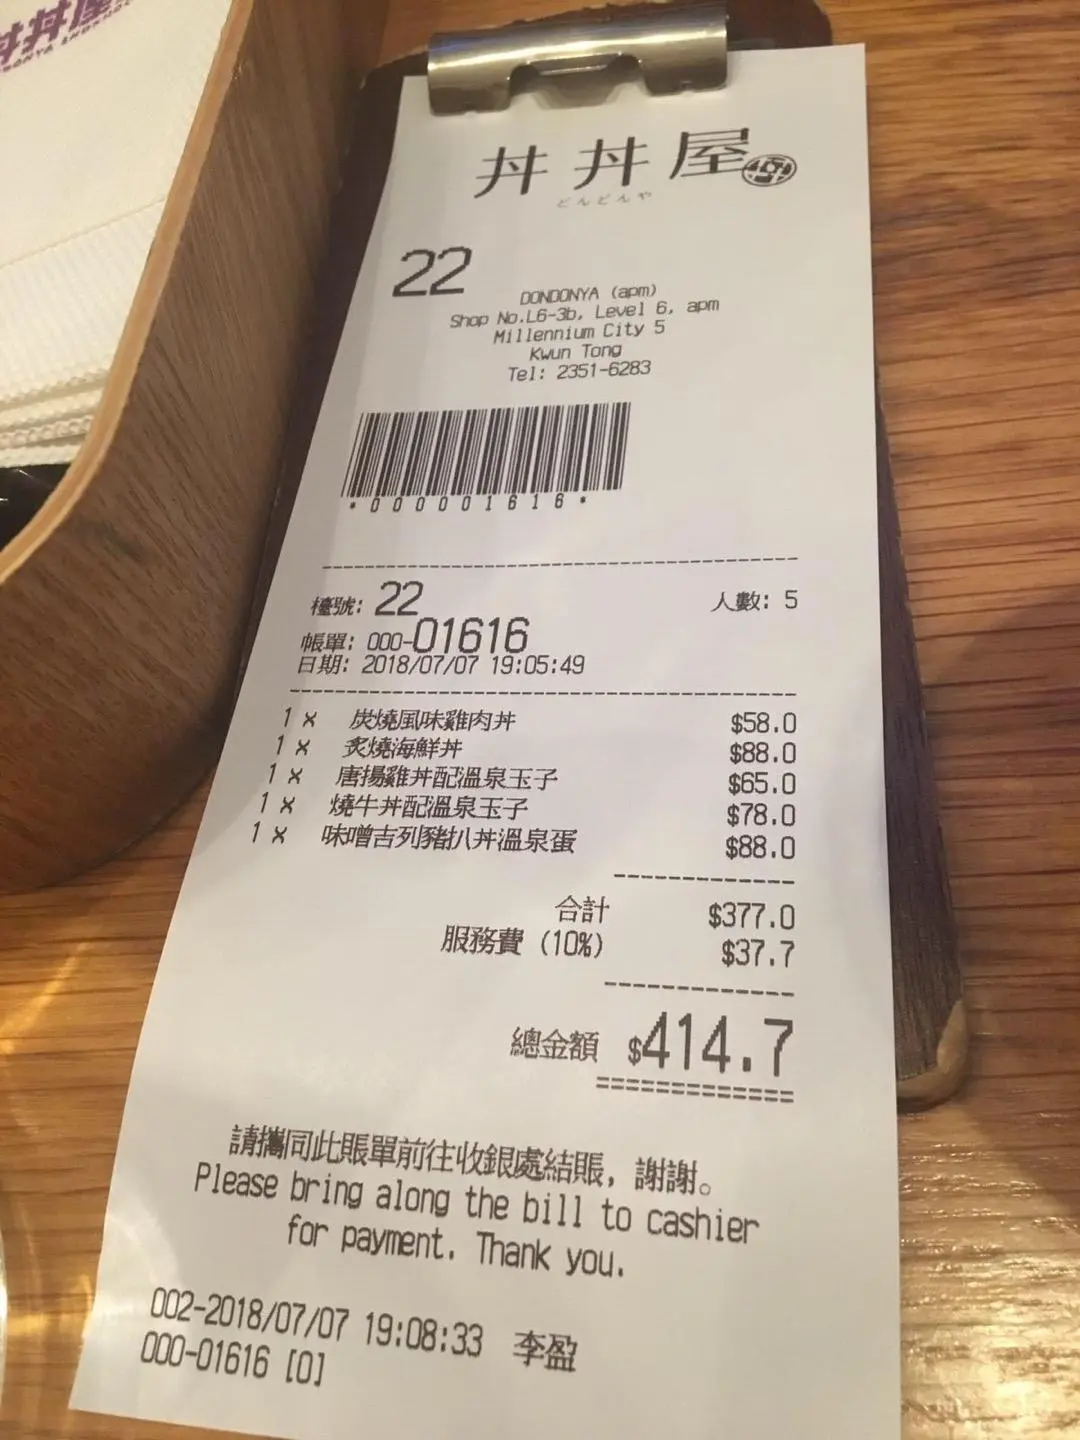 丼丼屋
どんどんや
22
DONDONYA (apm)
Shop No.L6-3b, Level 6, apm
Millennium City 5
Kwun Tong
Tel: 2351-6283
*000001616*
檯號: 22 人數: 5
帳單: 000-01616
日期: 2018/07/07 19:05:49
1 x 炭燒風味雞肉丼 $58.0
1 x 炙燒海鮮丼 $88.0
1 x 唐揚雞丼配溫泉玉子 $65.0
1 x 燒牛丼配溫泉玉子 $78.0
1 x 味噌吉列豬扒丼溫泉蛋 $88.0
合計 $377.0
服務費 (10%) $37.7
總金額 $414.7
請攜同此賬單前往收銀處結賬，謝謝。
Please bring along the bill to cashier
for payment. Thank you.
002-2018/07/07 19:08:33 李盈
000-01616 [0]